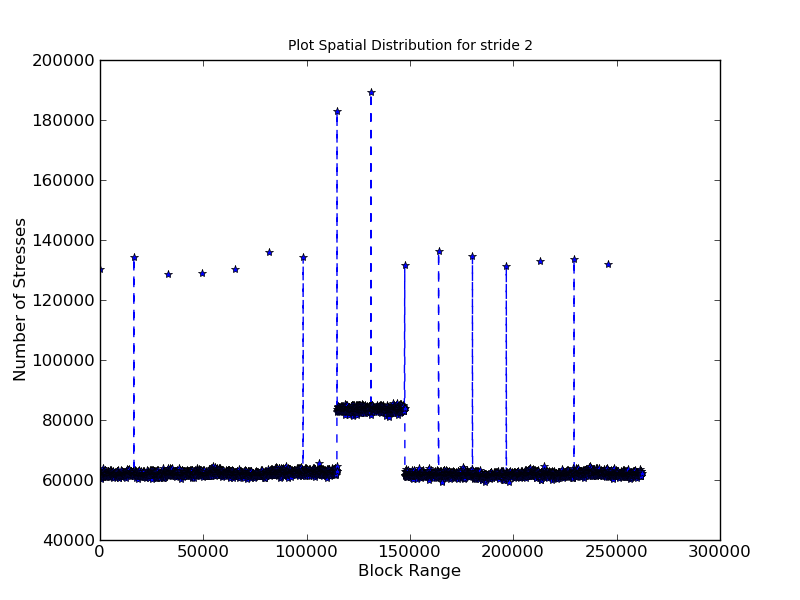 Plot Spatial Distribution for stride 2
200000
180000
160000
140000
120000
100000
80000
60000
40000
Number of Stresses
0 50000 100000 150000 200000 250000 300000
Block Range